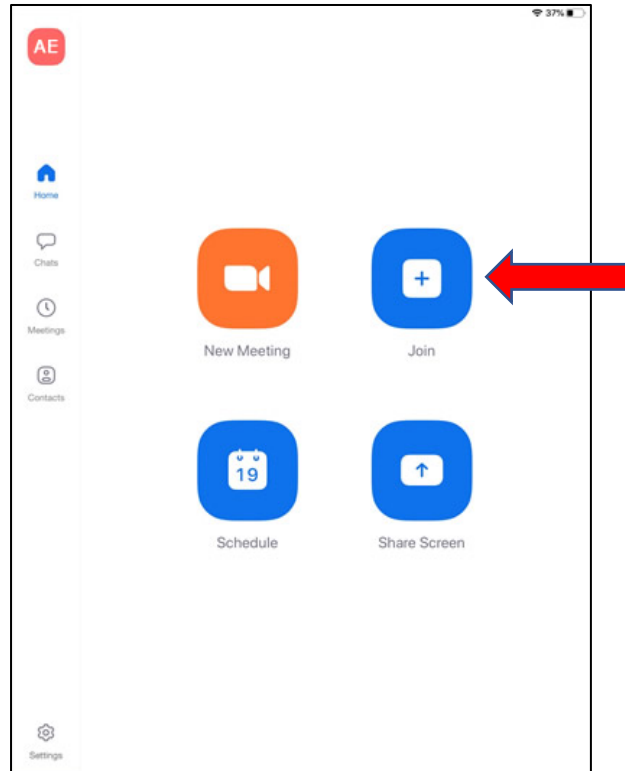 37%
AE
Home
Chats
Meetings
Contacts
New Meeting
Join
19
Schedule
Share Screen
Settings